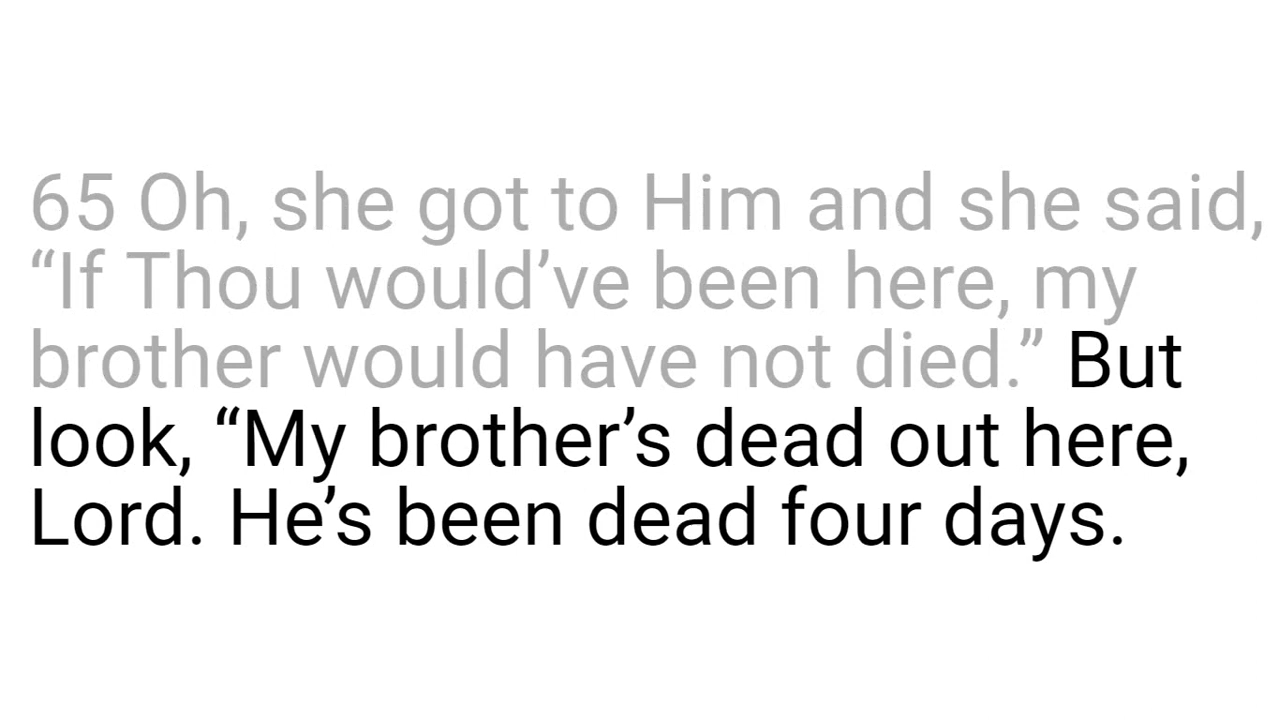 65 Oh, she got to Him and she said,
“If Thou would’ve been here, my
brother would have not died.” But
look, “My brother’s dead out here,
Lord. He’s been dead four days.